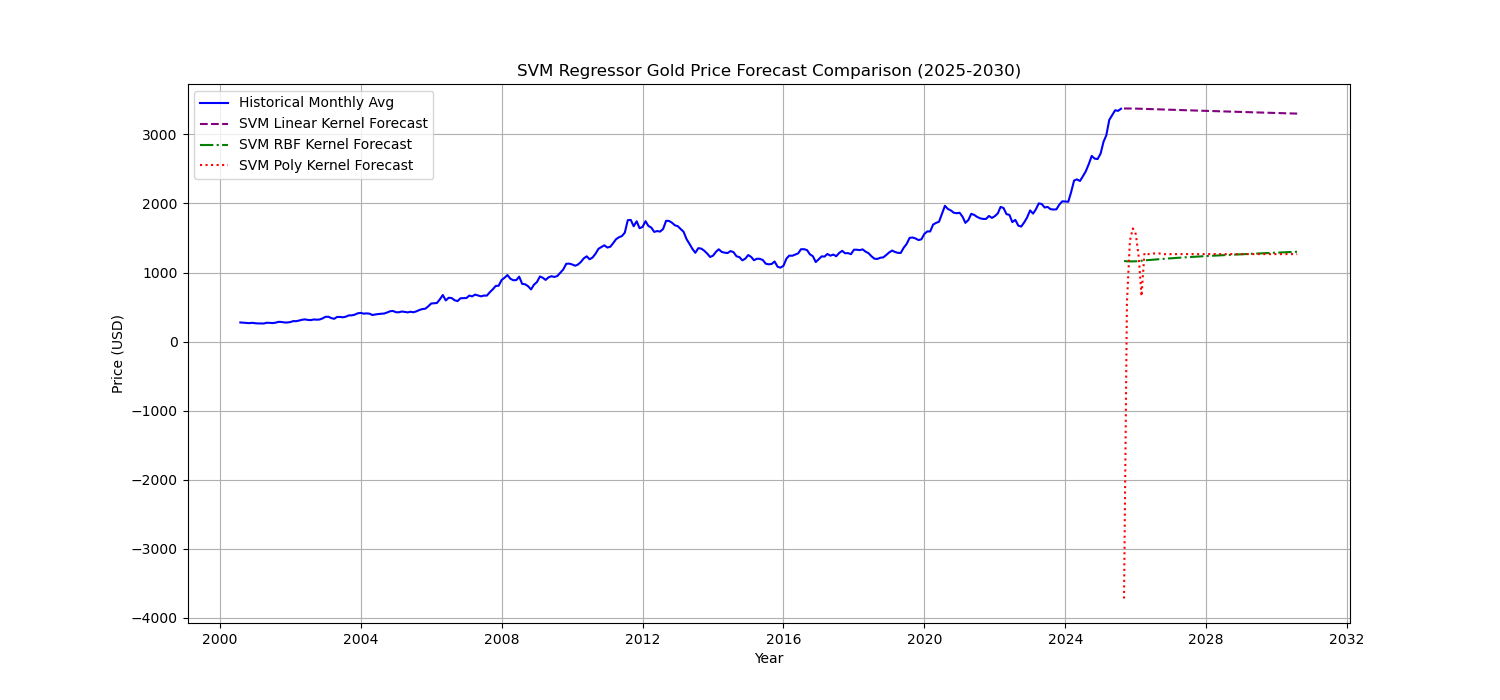 SVM Regressor Gold Price Forecast Comparison (2025-2030)
Historical Monthly Avg
SVM Linear Kernel Forecast
SVM RBF Kernel Forecast
SVM Poly Kernel Forecast
Price (USD)
3000
2000
1000
0
−1000
−2000
−3000
−4000
2000 2004 2008 2012 2016 2020 2024 2028 2032
Year